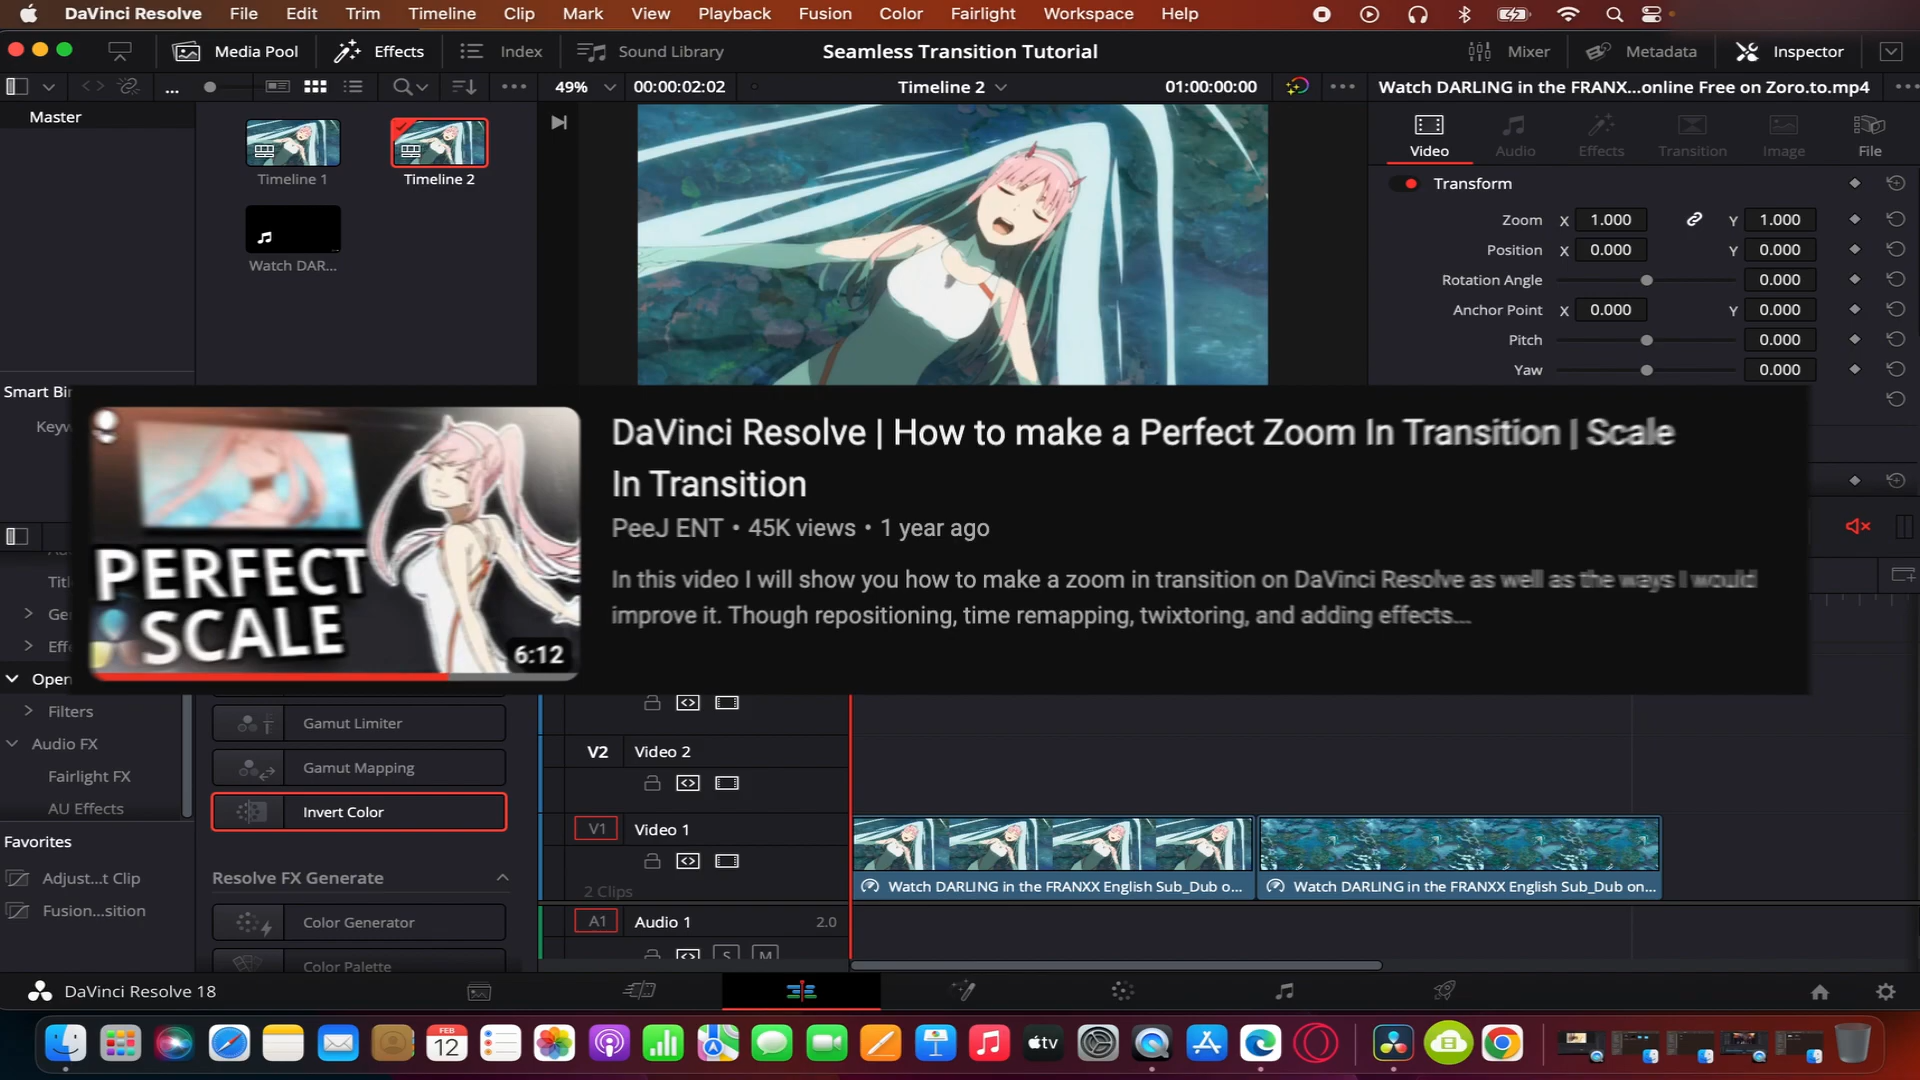 DaVinci Resolve File Edit Trim Timeline Clip Mark View Playback Fusion Color Fairlight Workspace Help
Media Pool Effects Index Sound Library Seamless Transition Tutorial Mixer Metadata Inspector
... 49% 00:00:02:02 Timeline 2 01:00:00:00 Watch DARLING in the FRANX...online Free on Zoro.to.mp4
Master
Timeline 1 Timeline 2
Watch DAR...
Video Audio Effects Transition Image File
Transform
Zoom X 1.000 Y 1.000
Position X 0.000 Y 0.000
Rotation Angle 0.000
Anchor Point X 0.000 Y 0.000
Pitch 0.000
Yaw 0.000
Smart Bi
Keyw
PERFECT
SCALE
6:12
DaVinci Resolve | How to make a Perfect Zoom In Transition | Scale
In Transition
PeeJ ENT • 45K views • 1 year ago
In this video I will show you how to make a zoom in transition on DaVinci Resolve as well as the ways I would
improve it. Though repositioning, time remapping, twixtoring, and adding effects...
Titl
Ger
Effe
Open
Filters
Audio FX
Fairlight FX
AU Effects
Favorites
Adjust...t Clip
Fusion...sition
Gamut Limiter
Gamut Mapping
Invert Color
Resolve FX Generate
Color Generator
Color Palette
V2 Video 2
V1 Video 1
2 Clips
Watch DARLING in the FRANXX English Sub_Dub o...
Watch DARLING in the FRANXX English Sub_Dub on...
A1 Audio 1 2.0
S M
DaVinci Resolve 18
FEB
12
tv